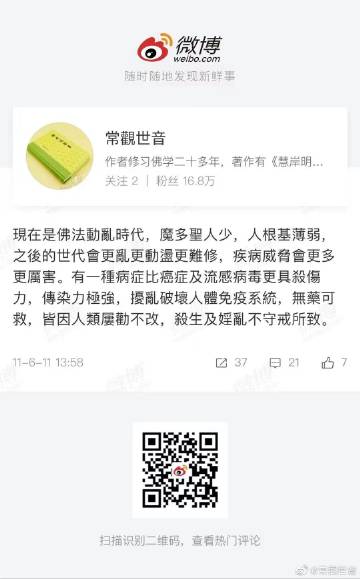 微博
weibo.com
随时随地发现新鲜事
常觀世音
作者修习佛学二十多年，著作有《慧岸明...
关注 2 | 粉丝 16.8万
現在是佛法動亂時代，魔多聖人少，人根基薄弱，
之後的世代會更亂更動盪更難修，疾病威脅會更多
更厲害。有一種病症比癌症及流感病毒更具殺傷
力，傳染力極強，擾亂破壞人體免疫系統，無藥可
救，皆因人類屢勸不改，殺生及婬亂不守戒所致。
11-6-11 13:58
37
21
7
扫描识别二维码，查看热门评论